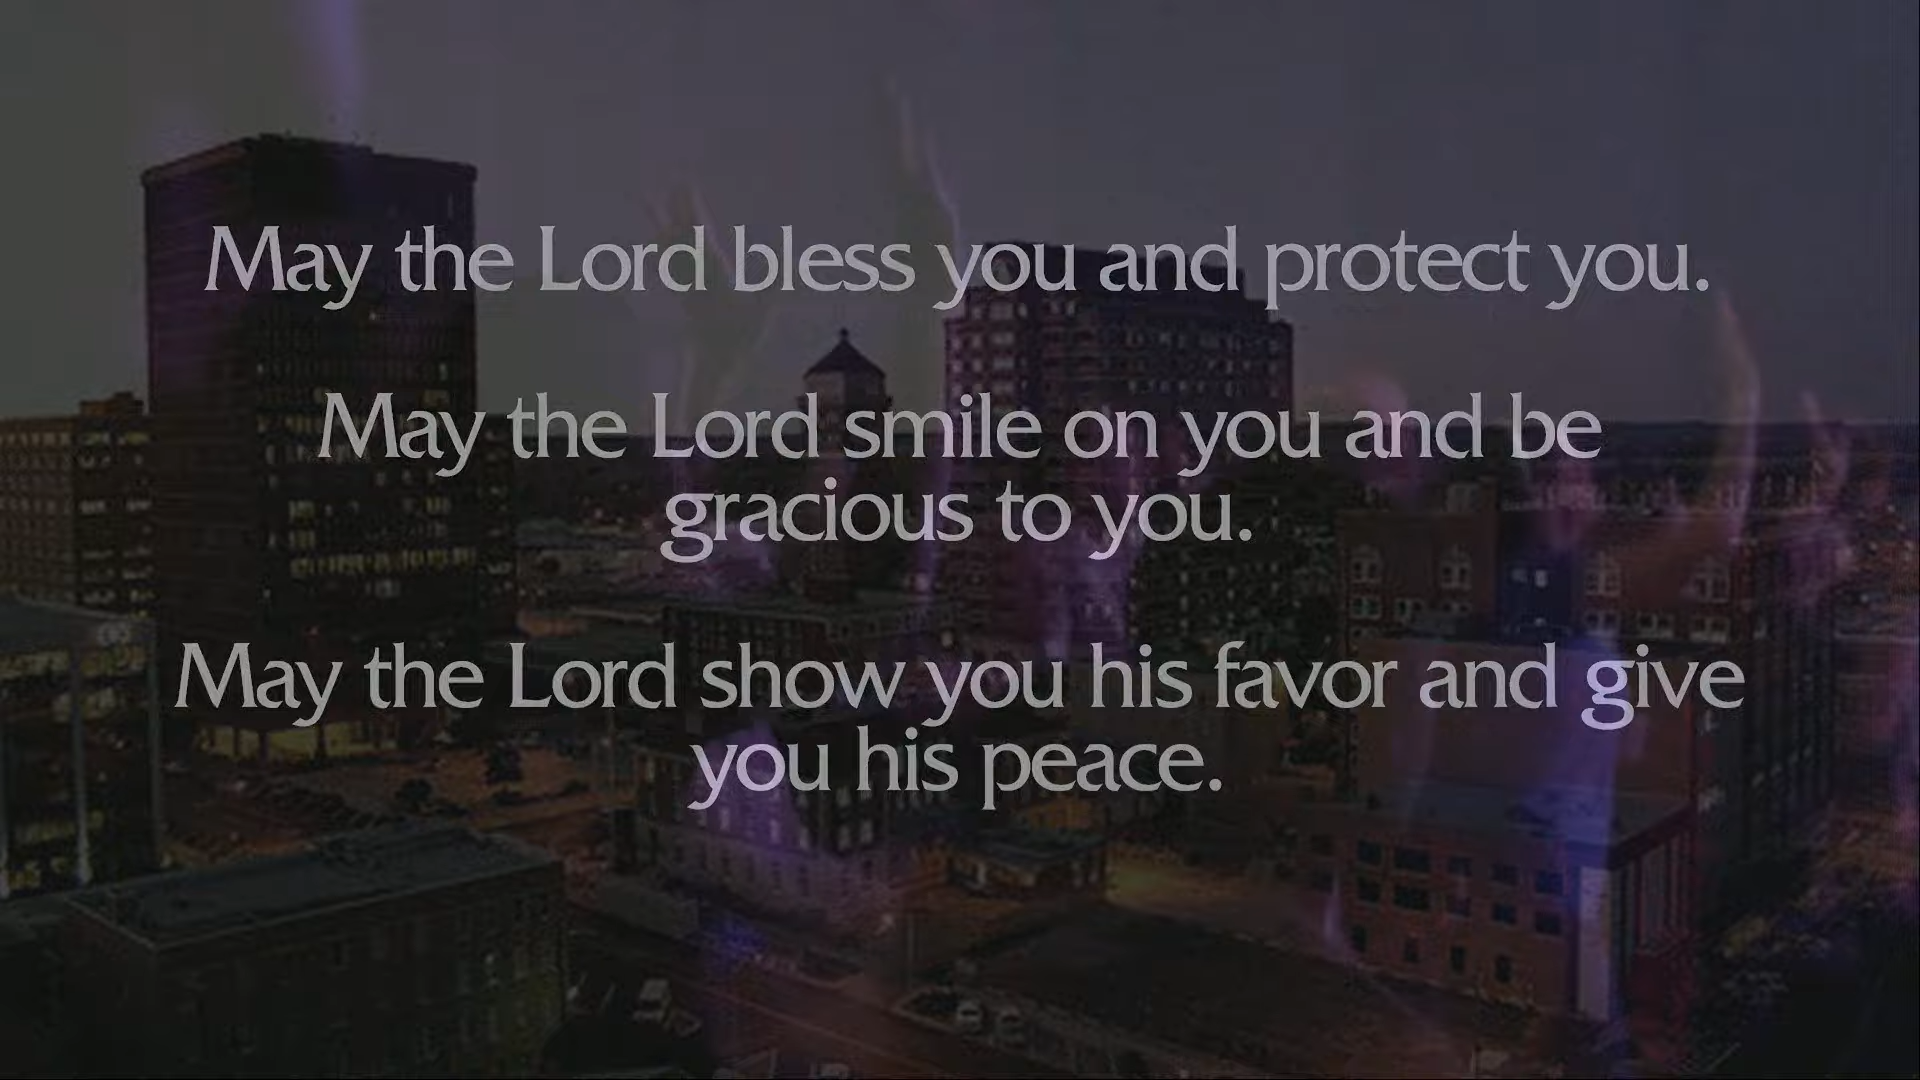 May the Lord bless you and protect you.
May the Lord smile on you and be
gracious to you.
May the Lord show you his favor and give
you his peace.